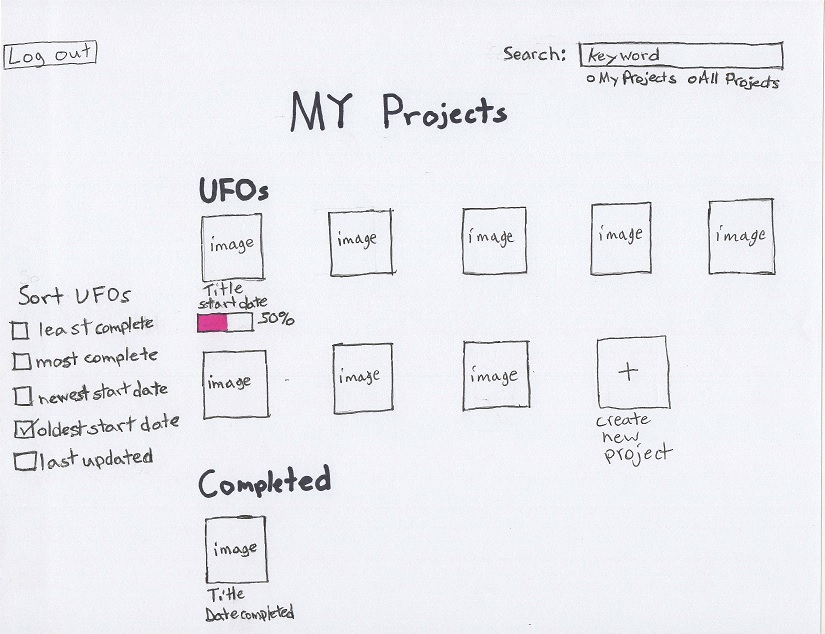 Log out
Search: keyword
My Projects All Projects
MY Projects
UFOs
image image image image image
Title
start date
50%
Sort UFOs
least complete
most complete
newest start date
oldest start date
last updated
image image image +
create
new
project
Completed
image
Title
Date completed